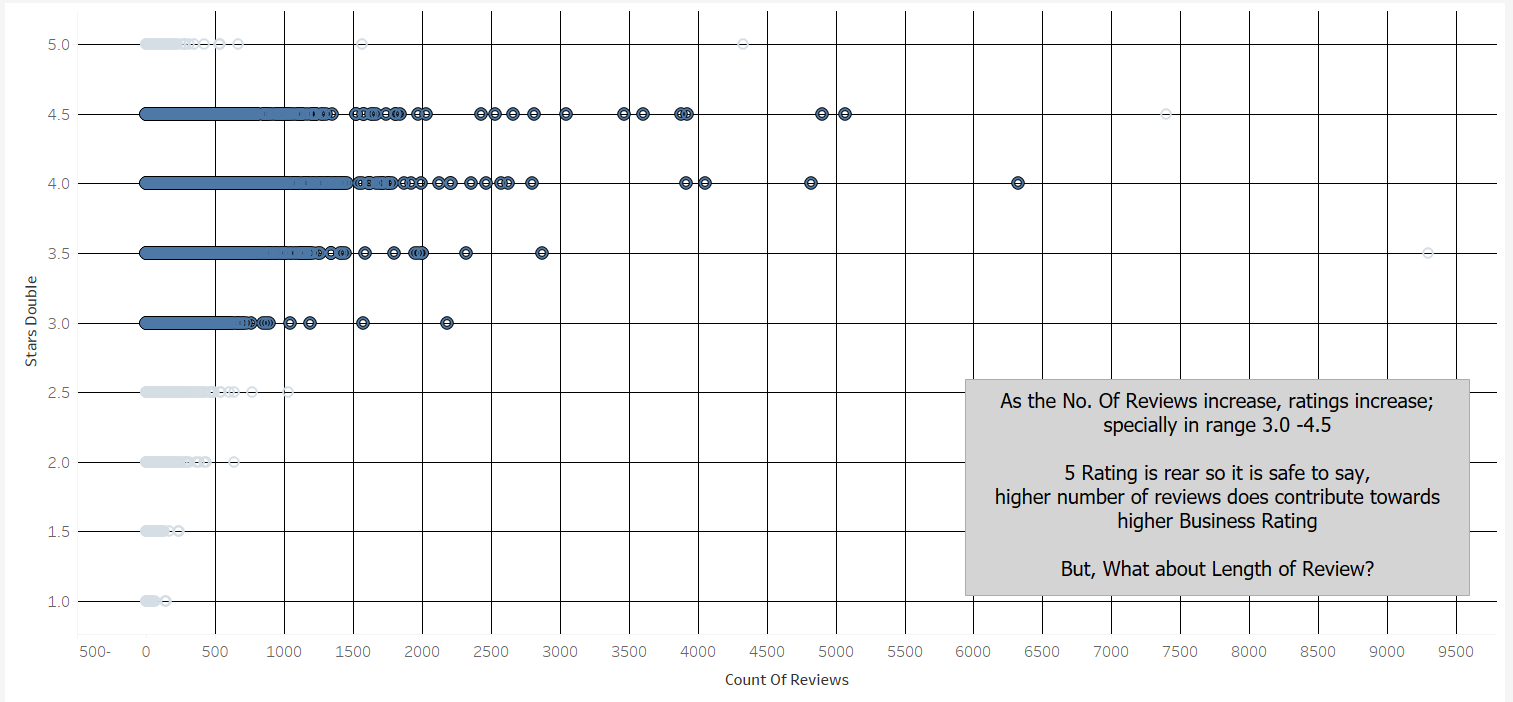 5.0
4.5
4.0
3.5
3.0
2.5
2.0
1.5
1.0
Stars Double
As the No. Of Reviews increase, ratings increase;
specially in range 3.0 -4.5
5 Rating is rear so it is safe to say,
higher number of reviews does contribute towards
higher Business Rating
But, What about Length of Review?
500- 0 500 1000 1500 2000 2500 3000 3500 4000 4500 5000 5500 6000 6500 7000 7500 8000 8500 9000 9500
Count Of Reviews